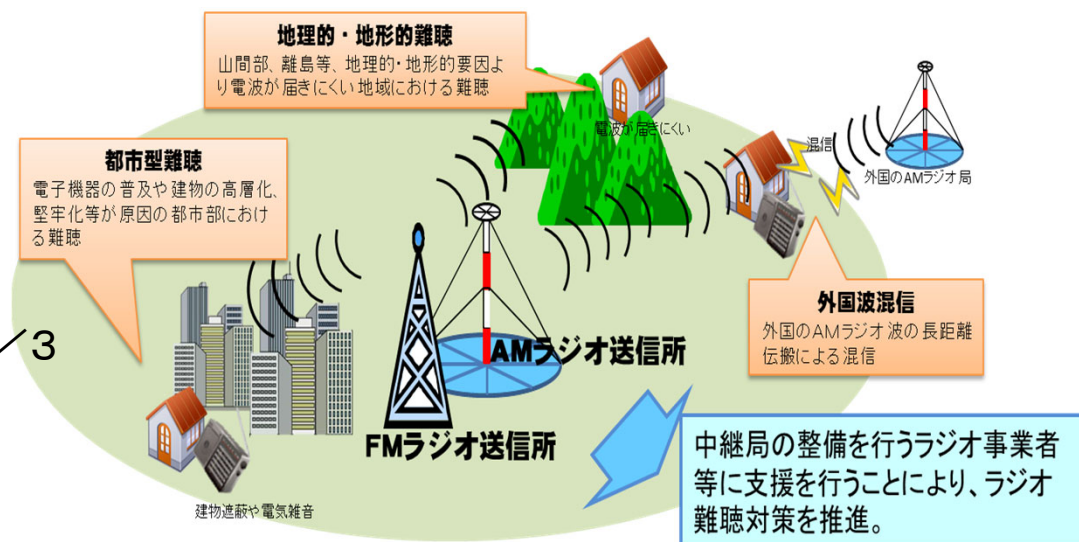 地理的・地形的難聴
山間部、離島等、地理的・地形的要因よ
り電波が届きにくい地域における難聴
電波が届きにくい
混信
外国のAMラジオ局
都市型難聴
電子機器の普及や建物の高層化、
堅牢化等が原因の都市部におけ
る難聴
外国波混信
外国のAMラジオ波の長距離
伝搬による混信
／3
AMラジオ送信所
FMラジオ送信所
建物遮蔽や電気雑音
中継局の整備を行うラジオ事業者
等に支援を行うことにより、ラジオ
難聴対策を推進。